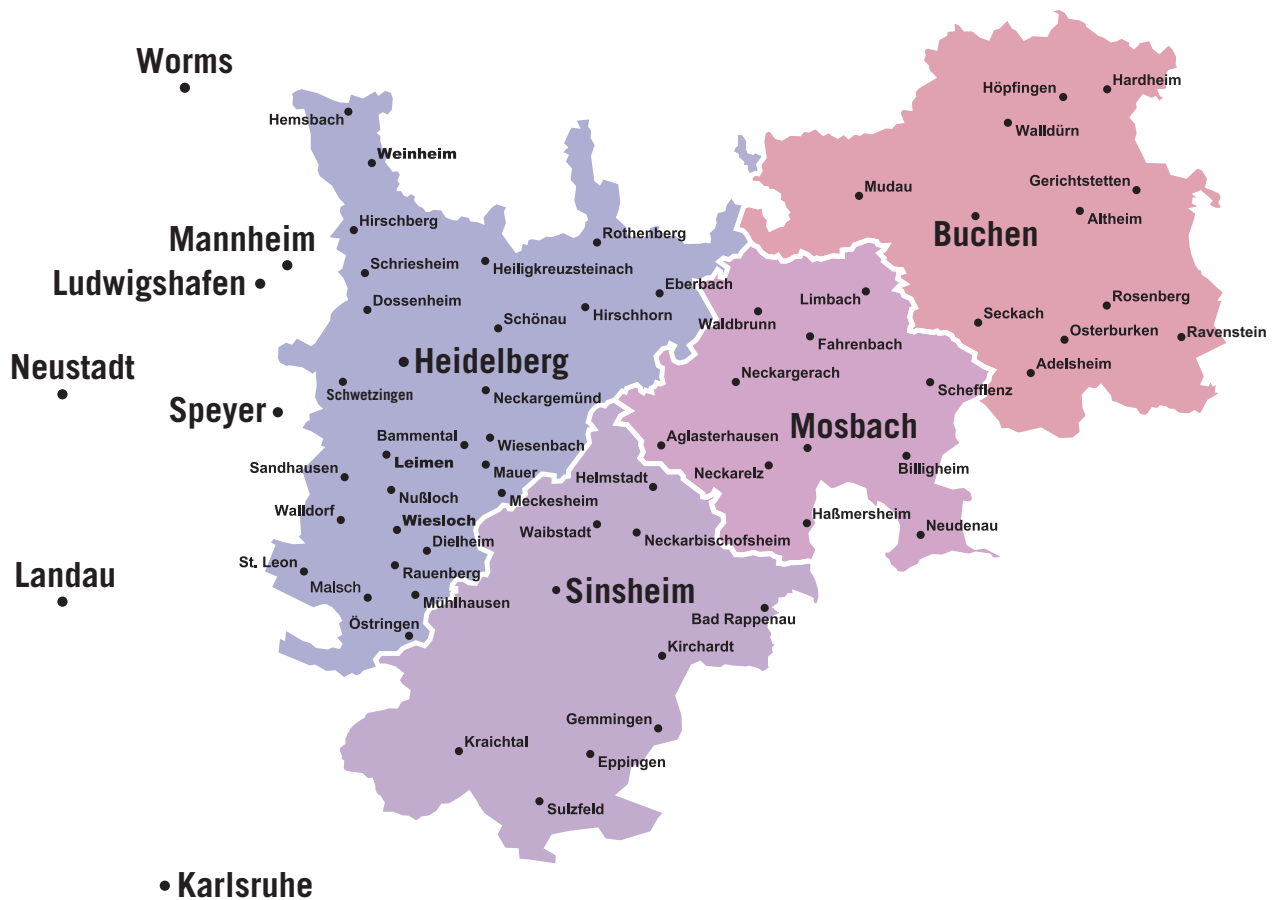 Worms
Hemsbach
Weinheim
Höpfingen
Hardheim
Walldürn
Mudau
Gerichtstetten
Altheim
Buchen
Hirschberg
Mannheim
Ludwigshafen
Rothenberg
Schriesheim
Heiligkreuzsteinach
Eberbach
Dossenheim
Schönau
Hirschhorn
Limbach
Waldbrunn
Fahrenbach
Seckach
Rosenberg
Osterburken
Ravenstein
Adelsheim
Heidelberg
Neustadt
Schwetzingen
Neckargemünd
Neckargerach
Schefflenz
Speyer
Mosbach
Bammental
Wiesenbach
Aglasterhausen
Leimen
Sandhausen
Mauer
Helmstadt
Neckarelz
Billigheim
Nußloch
Meckesheim
Walldorf
Wiesloch
Waibstadt
Haßmersheim
Neudenau
Dielheim
Neckarbischofsheim
St. Leon
Rauenberg
Landau
Malsch
Mühlhausen
Sinsheim
Bad Rappenau
Östringen
Kirchardt
Gemmingen
Kraichtal
Eppingen
Sulzfeld
Karlsruhe